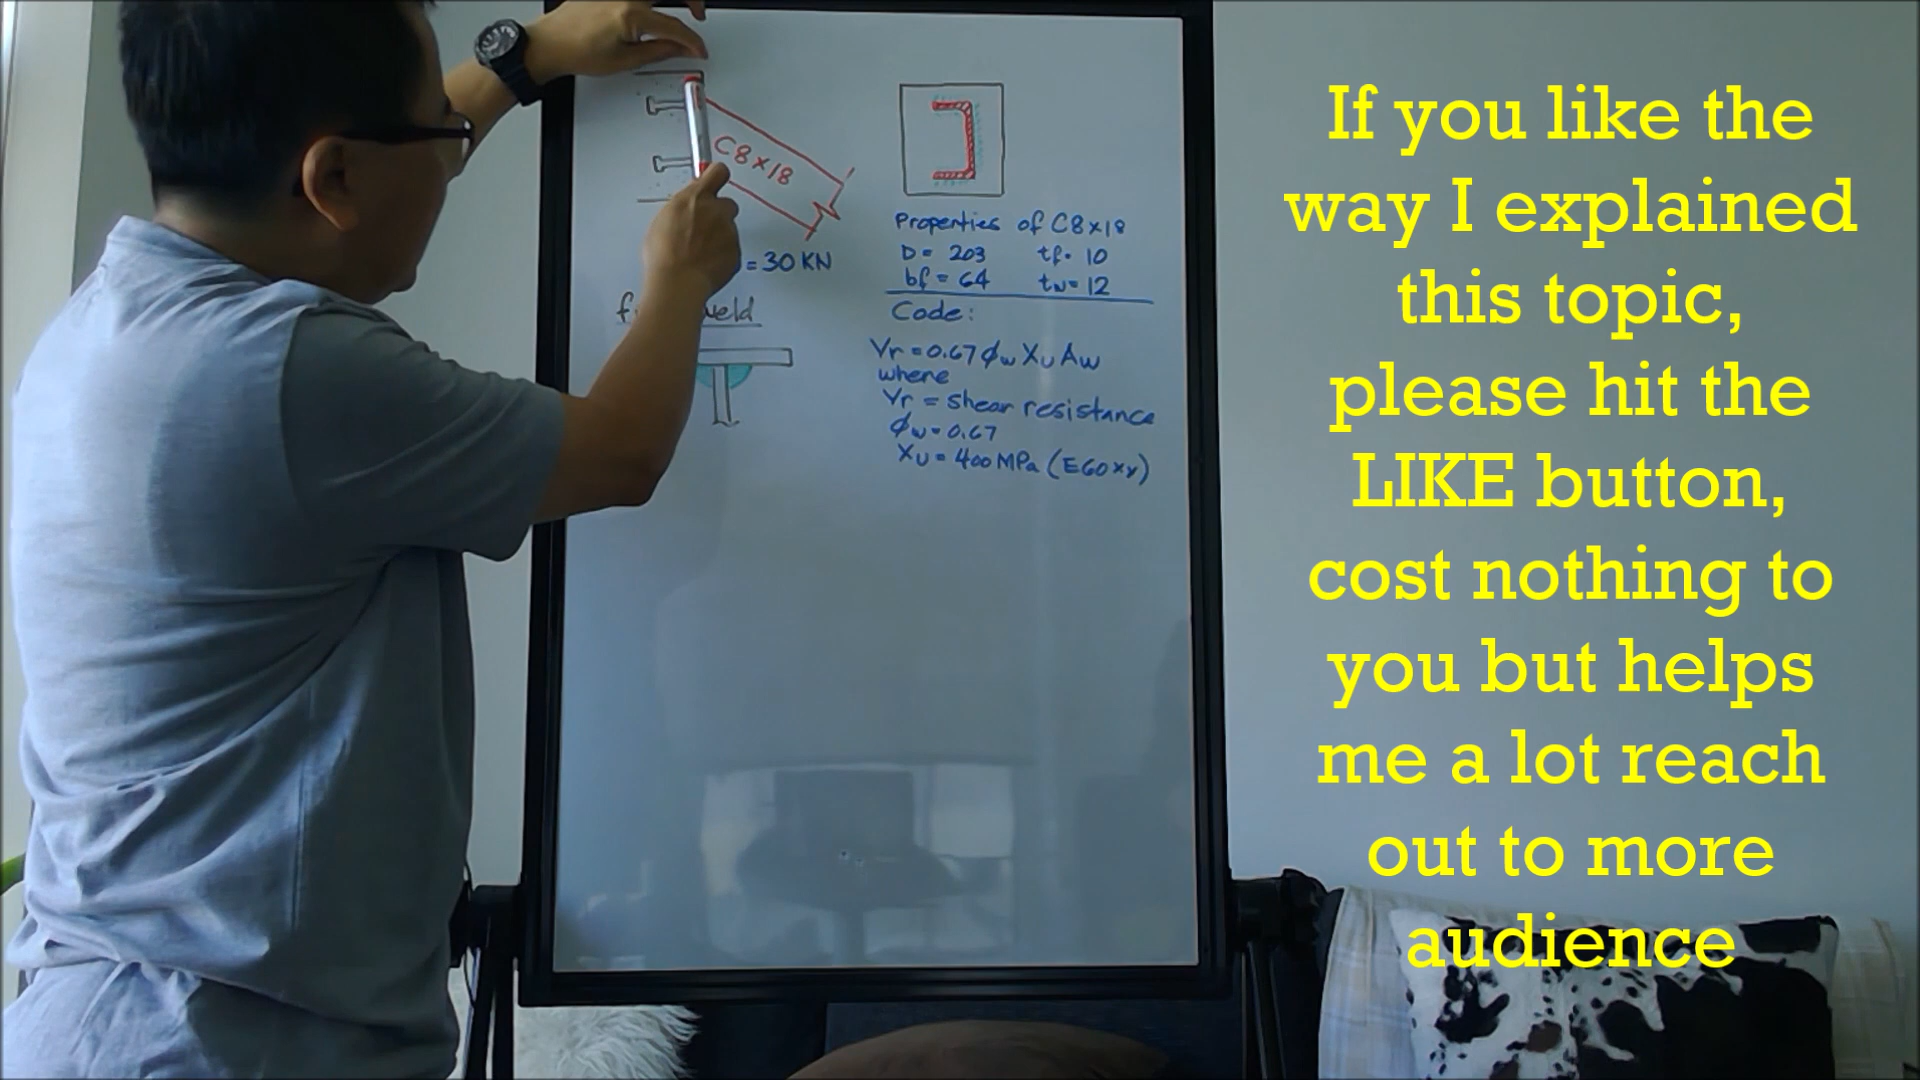 C8x18
= 30 KN
weld
Properties of C8x18
D = 203 tf = 10
bf = 64 tw = 12
Code:
Vr = 0.67 ϕw Xu Aw
where
Vr = shear resistance
ϕw = 0.67
Xu = 400 MPa (E60xx)
If you like the
way I explained
this topic,
please hit the
LIKE button,
cost nothing to
you but helps
me a lot reach
out to more
audience